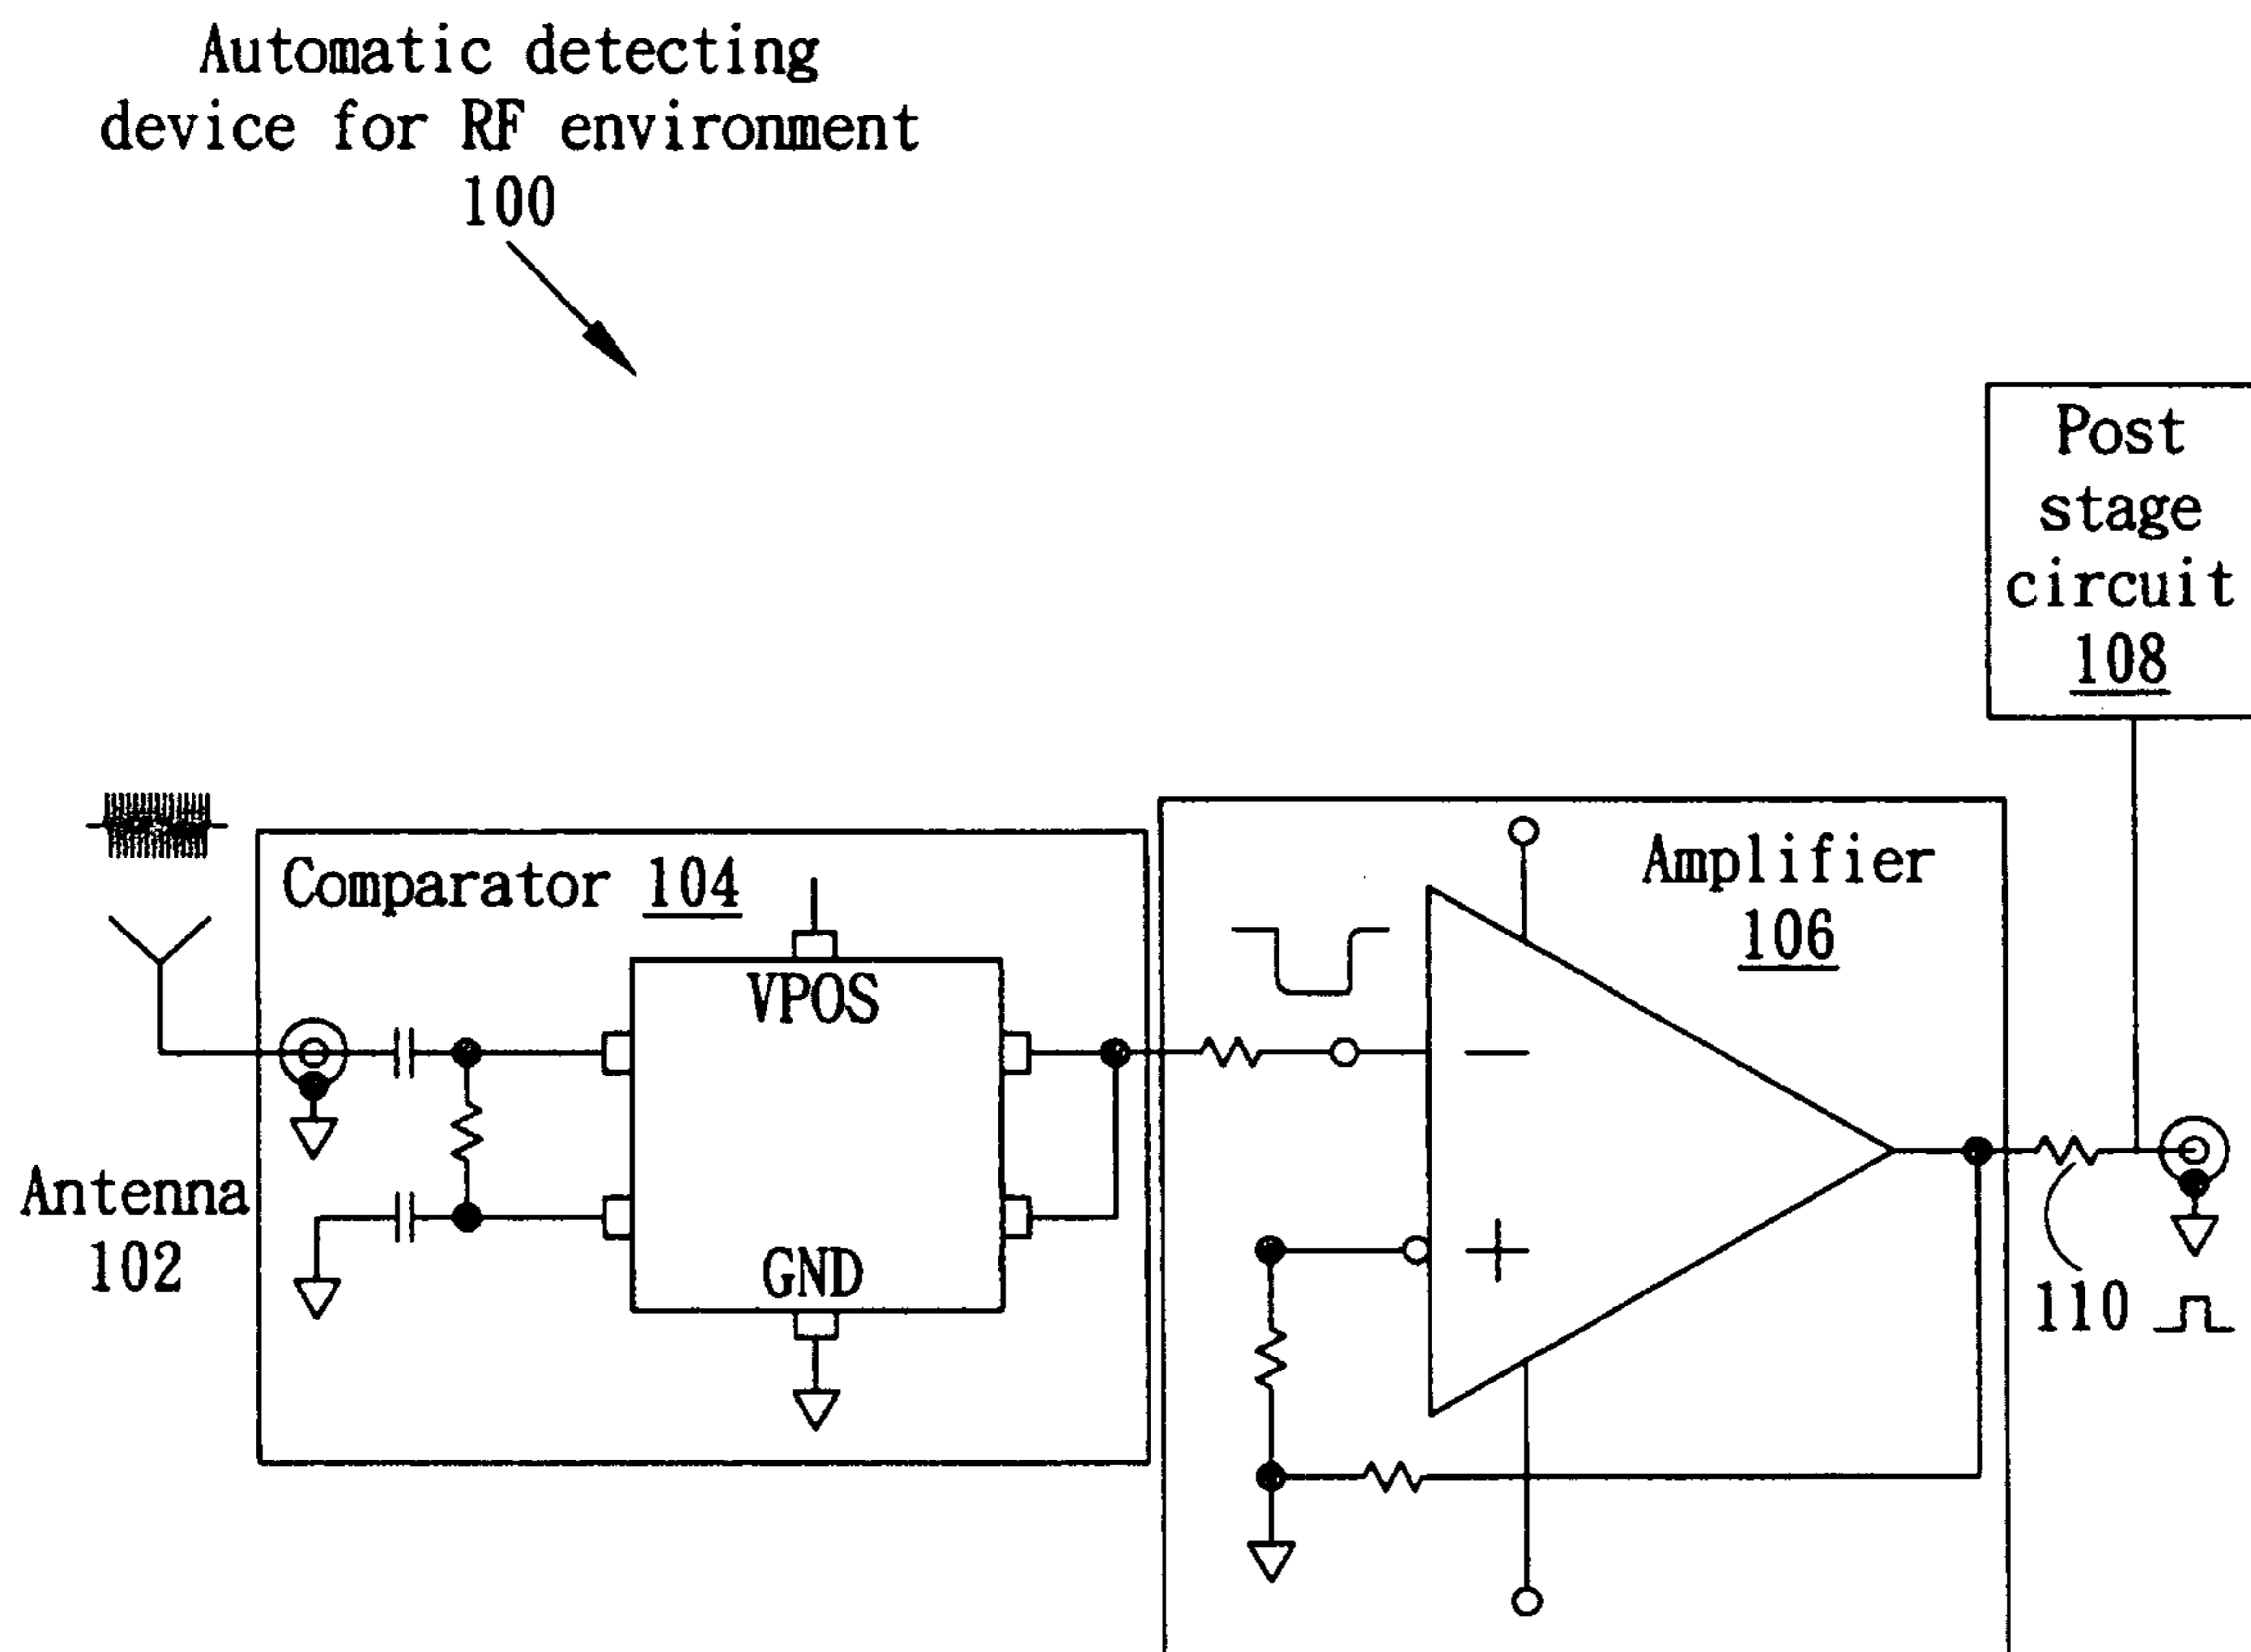 Automatic detecting
device for RF environment
100
Post
stage
circuit
108
Comparator 104
Amplifier
106
VPOS
GND
Antenna
102
110